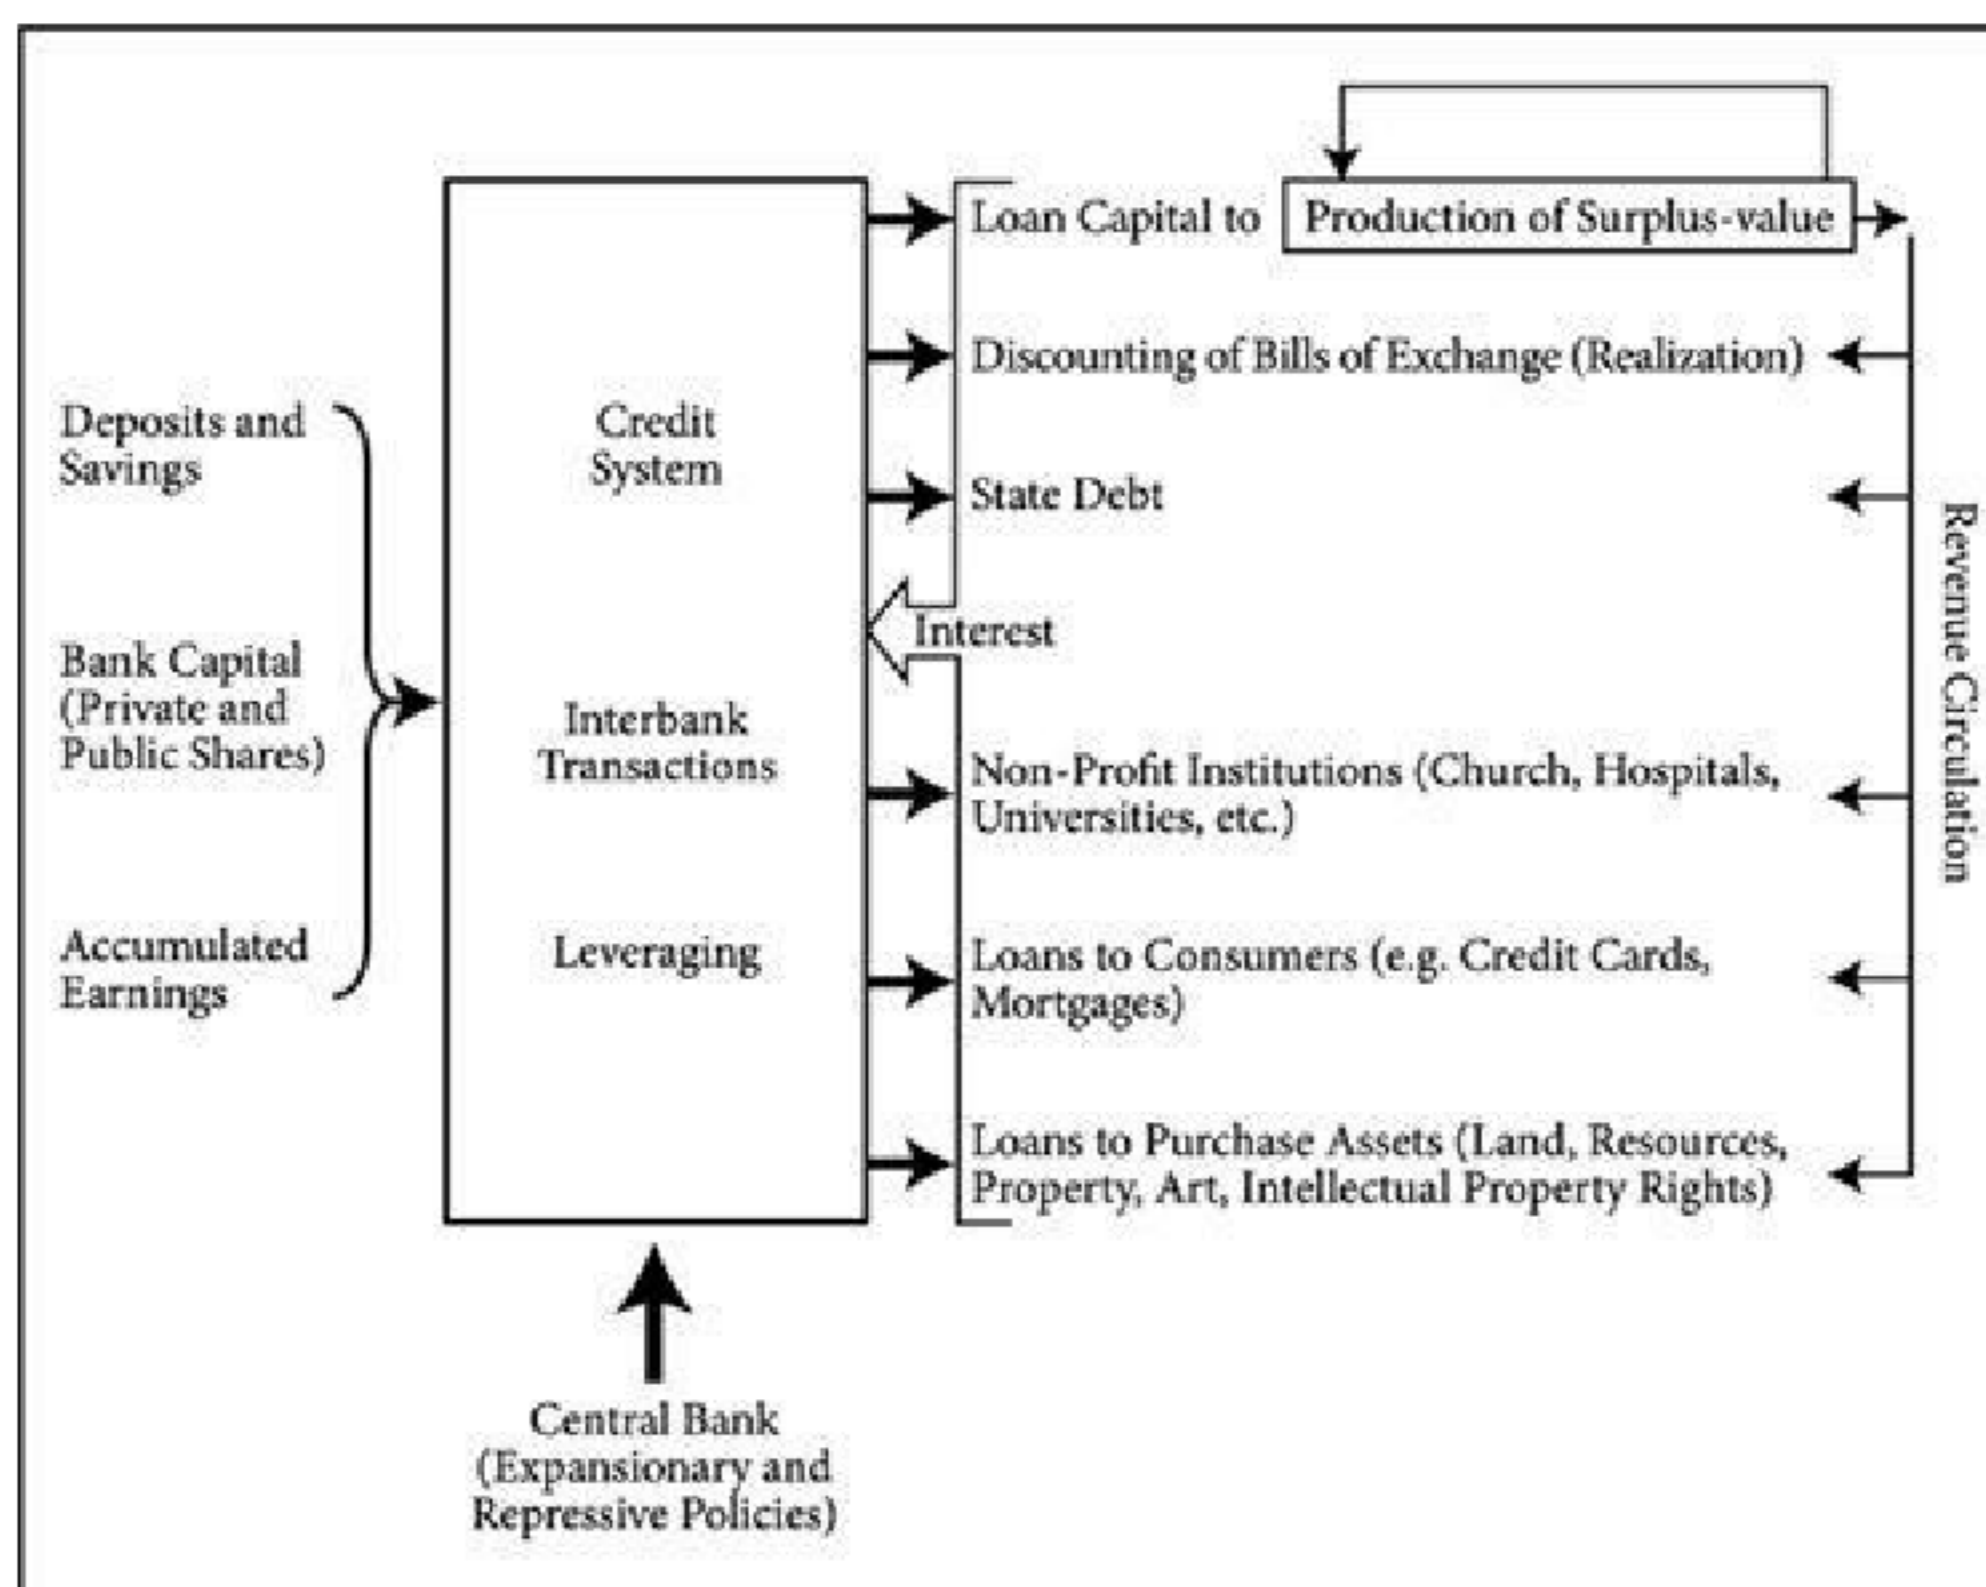 Deposits and
Savings
Bank Capital
(Private and
Public Shares)
Accumulated
Earnings
Credit
System
Interbank
Transactions
Leveraging
Central Bank
(Expansionary and
Repressive Policies)
Loan Capital to
Production of Surplus-value
Discounting of Bills of Exchange (Realization)
State Debt
Interest
Non-Profit Institutions (Church, Hospitals,
Universities, etc.)
Loans to Consumers (e.g. Credit Cards,
Mortgages)
Loans to Purchase Assets (Land, Resources,
Property, Art, Intellectual Property Rights)
Revenue Circulation